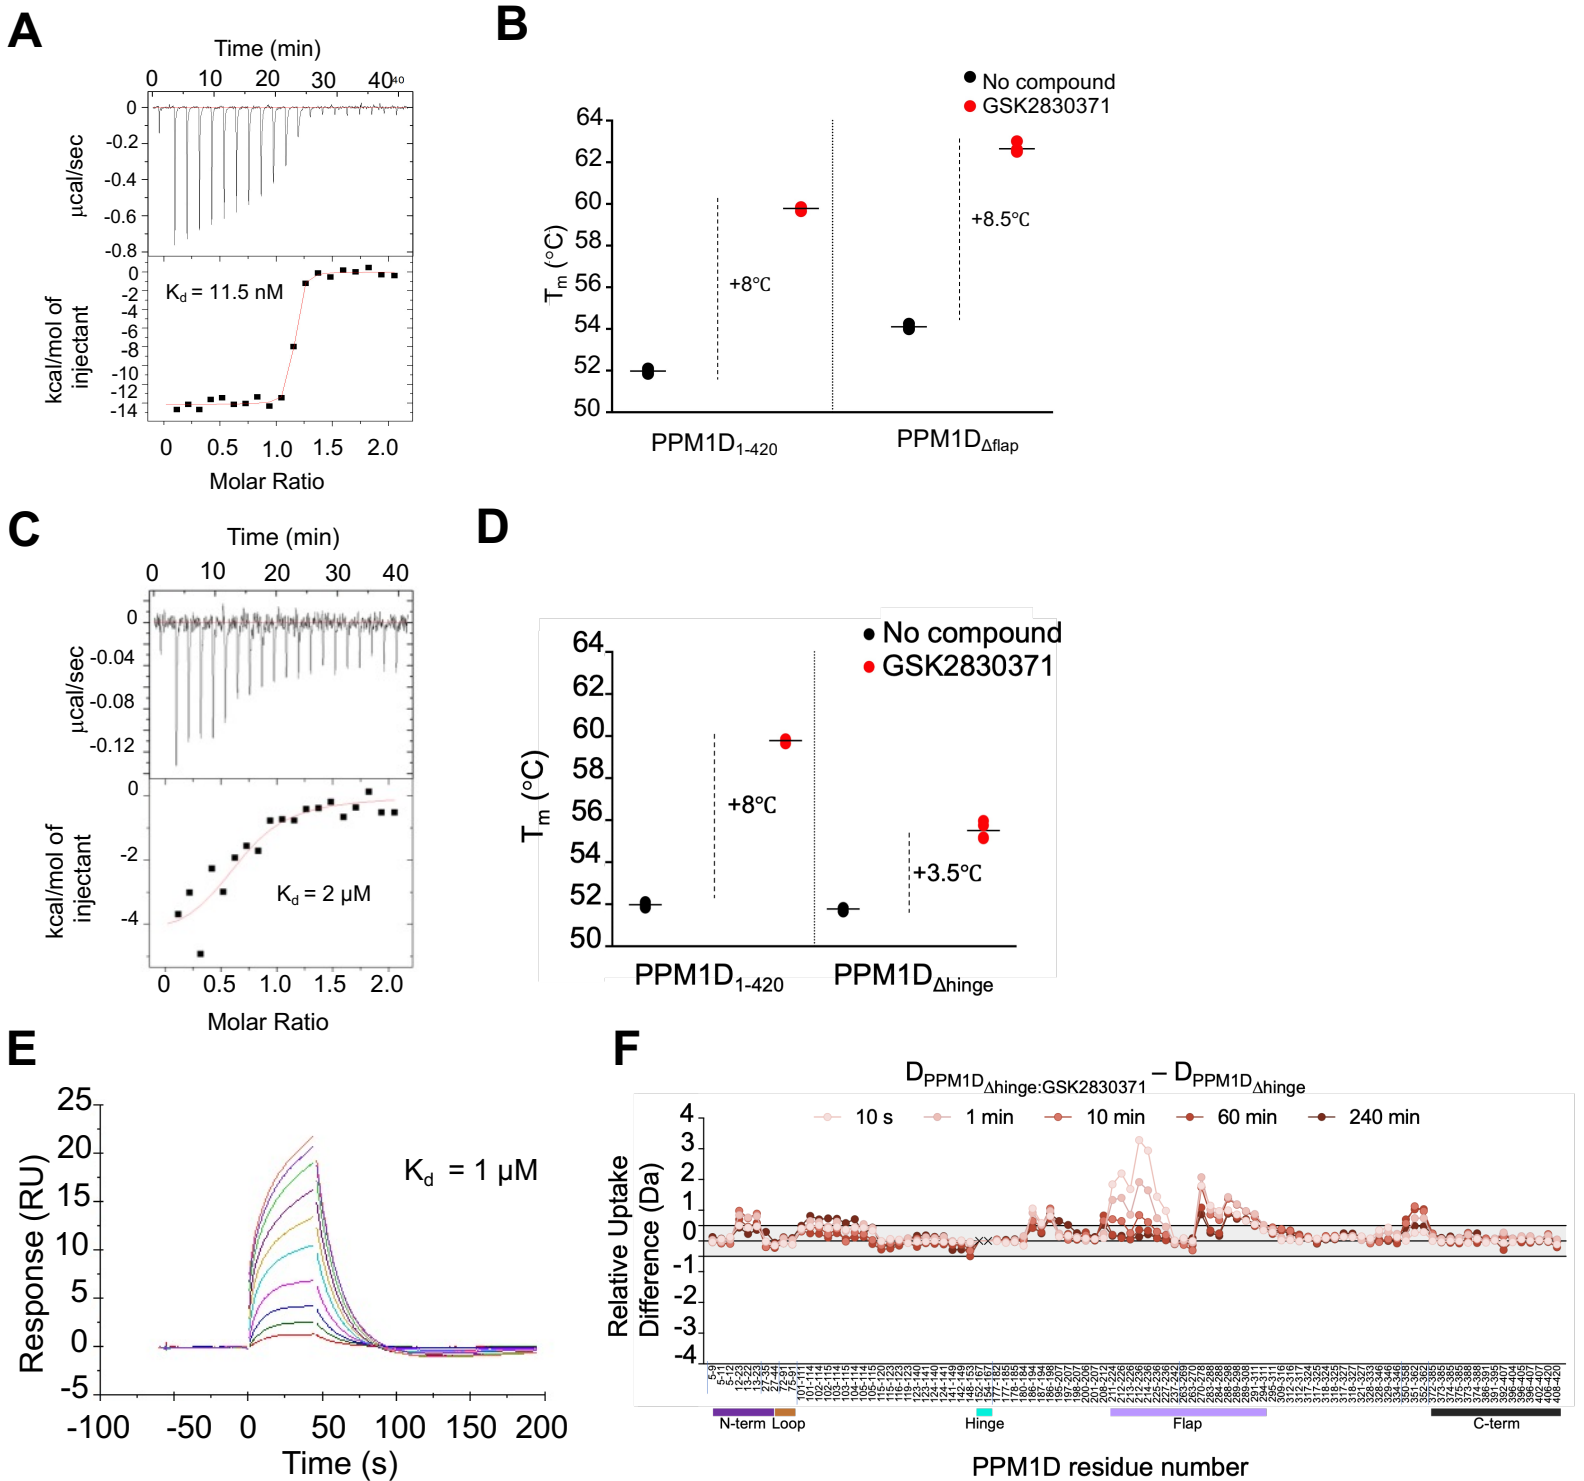 A
Time (min)
0 10 20 30 40 40
0
-0.2
-0.4
-0.6
-0.8
µcal/sec
0
-2
-4
-6
-8
-10
-12
-14
kcal/mol of
injectant
Kd = 11.5 nM
0 0.5 1.0 1.5 2.0
Molar Ratio
B
No compound
GSK2830371
64
62
60
58
56
54
52
50
Tm (°C)
+8°C
+8.5°C
PPM1D1-420
PPM1DΔflap
C
Time (min)
0 10 20 30 40
0
-0.04
-0.08
-0.12
µcal/sec
0
-2
-4
kcal/mol of
injectant
Kd = 2 µM
0 0.5 1.0 1.5 2.0
Molar Ratio
D
No compound
GSK2830371
64
62
60
58
56
54
52
50
Tm (°C)
+8°C
+3.5°C
PPM1D1-420
PPM1DΔhinge
E
25
20
15
10
5
0
-5
Response (RU)
Kd = 1 µM
-100 -50 0 50 100 150 200
Time (s)
F
DPPM1DΔhinge:GSK2830371 – DPPM1DΔhinge
10 s 1 min 10 min 60 min 240 min
4
3
2
1
0
-1
-2
-3
-4
Relative Uptake
Difference (Da)
N-term Loop Hinge Flap C-term
PPM1D residue number